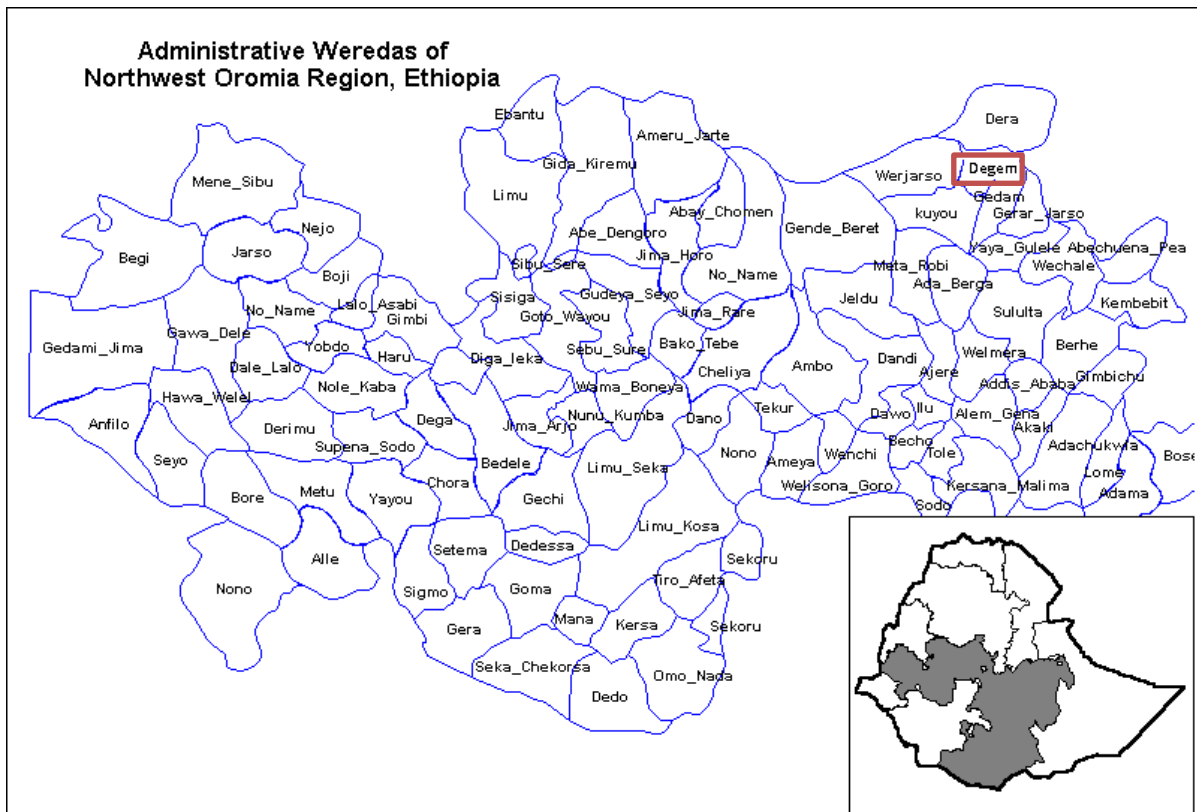 Administrative Weredas of
Northwest Oromia Region, Ethiopia
Ebantu
Dera
Ameru_Jarte
Gida_Kiremu
Degem
Werjarso
Mene_Sibu
Limu
Gedam
Abay_Chomen
kuyou
Gerar_Jarso
Nejo
Abe_Dengoro
Gende_Beret
Jarso
Begi
Jima_Horo
Yaya_Gulele
Abechuena_Pea
Sibu_Sere
Meta_Robi
Wechale
Boji
No_Name
Ada_Berga
Sisiga
Gudeya_Seyo
Jeldu
Lalo_Asabi
Kembebit
No_Name
Gimbi
Goto_Wayou
Jima_Rare
Sululta
Gawa_Dele
Gedami_Jima
Yobdo
Haru
Sebu_Sure
Bako_Tebe
Welmera
Berhe
Diga_leka
Dandi
Dale_Lalo
Cheliya
Ambo
Ajere
Gimbichu
Nole_Kaba
Wama_Boneya
Addis_Ababa
Hawa_Welel
Tekur
Anfilo
Dega
Nunu_Kumba
Dano
Dawo
Ilu
Alem_Gena
Derimu
Jima_Arjo
Akaki
Supena_Sodo
Becho
Adachukwla
Nono
Ameya
Wenchi
Tole
Seyo
Bedele
Limu_Seka
Bose
Lome
Chora
Welisona_Goro
Kersana_Malima
Bore
Metu
Yayou
Gechi
Adama
Sodo
Limu_Kosa
Setema
Dedessa
Alle
Sekoru
Nono
Sigmo
Goma
Tiro_Afeta
Mana
Kersa
Sekoru
Gera
Seka_Chekorsa
Omo_Nada
Dedo